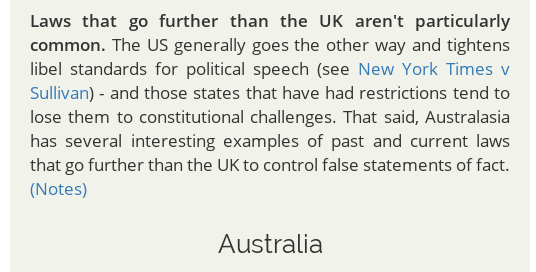 Laws that go further than the UK aren't particularly
common. The US generally goes the other way and tightens
libel standards for political speech (see New York Times v
Sullivan) - and those states that have had restrictions tend to
lose them to constitutional challenges. That said, Australasia
has several interesting examples of past and current laws
that go further than the UK to control false statements of fact.
(Notes)
Australia